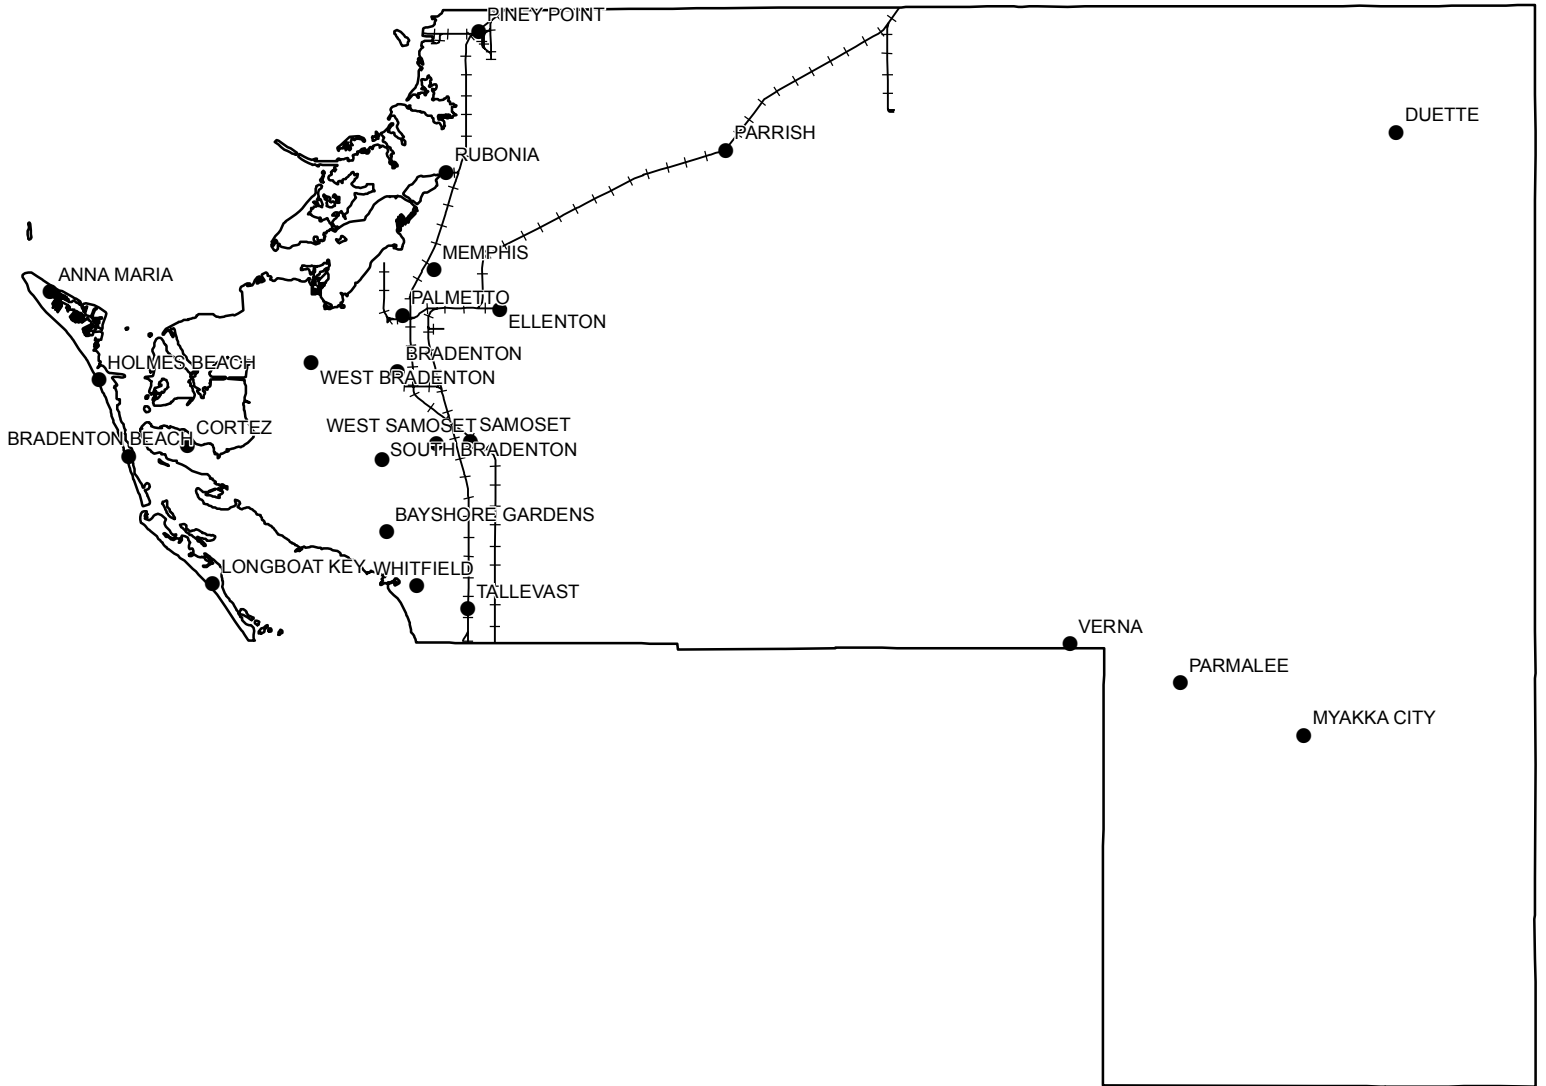 PINEY POINT
DUETTE
PARRISH
RUBONIA
MEMPHIS
ANNA MARIA
PALMETTO
ELLENTON
BRADENTON
HOLMES BEACH
WEST BRADENTON
WEST SAMOSET
SAMOSET
CORTEZ
BRADENTON BEACH
SOUTH BRADENTON
BAYSHORE GARDENS
LONGBOAT KEY
WHITFIELD
TALLEVAST
VERNA
PARMALEE
MYAKKA CITY